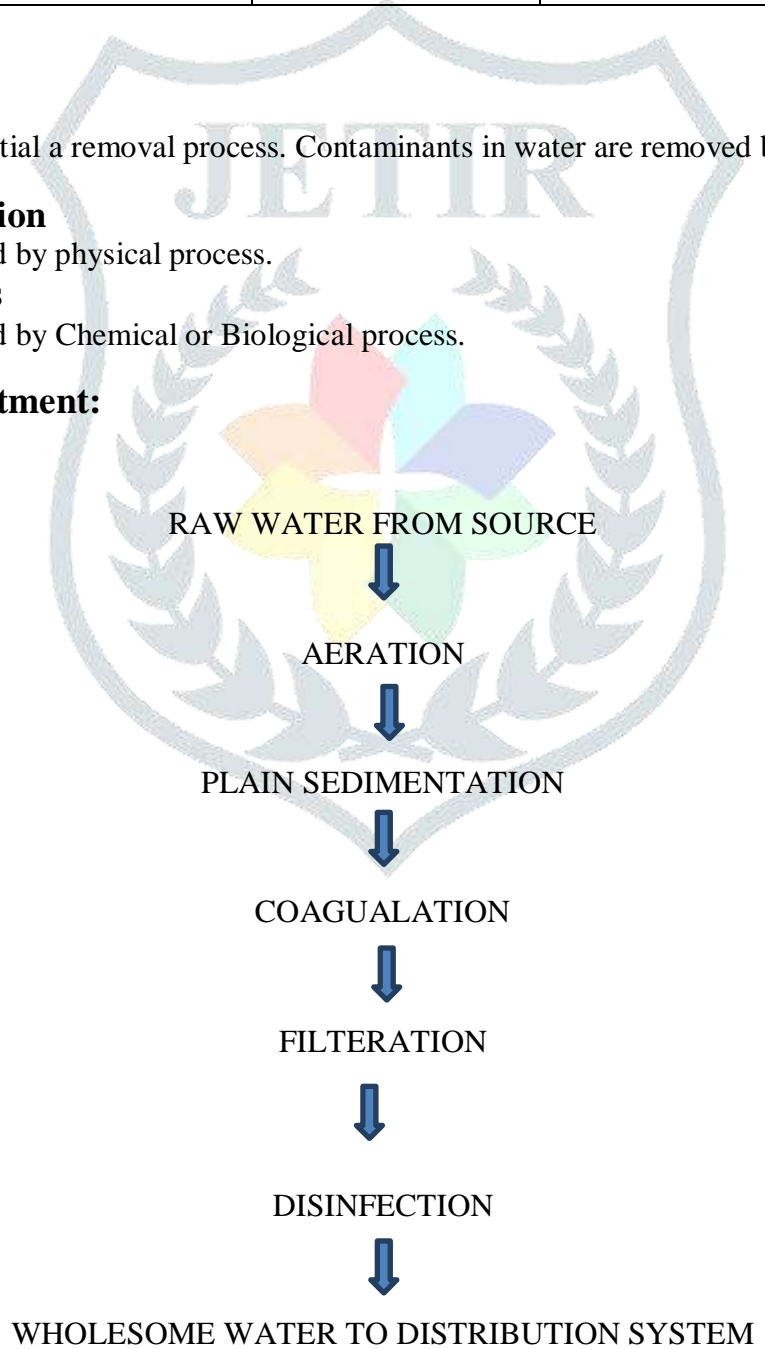 JETIR
tial a removal process. Contaminants in water are removed b
ion
d by physical process.
s
d by Chemical or Biological process.
tment:
RAW WATER FROM SOURCE
AERATION
PLAIN SEDIMENTATION
COAGUALATION
FILTERATION
DISINFECTION
WHOLESOME WATER TO DISTRIBUTION SYSTEM